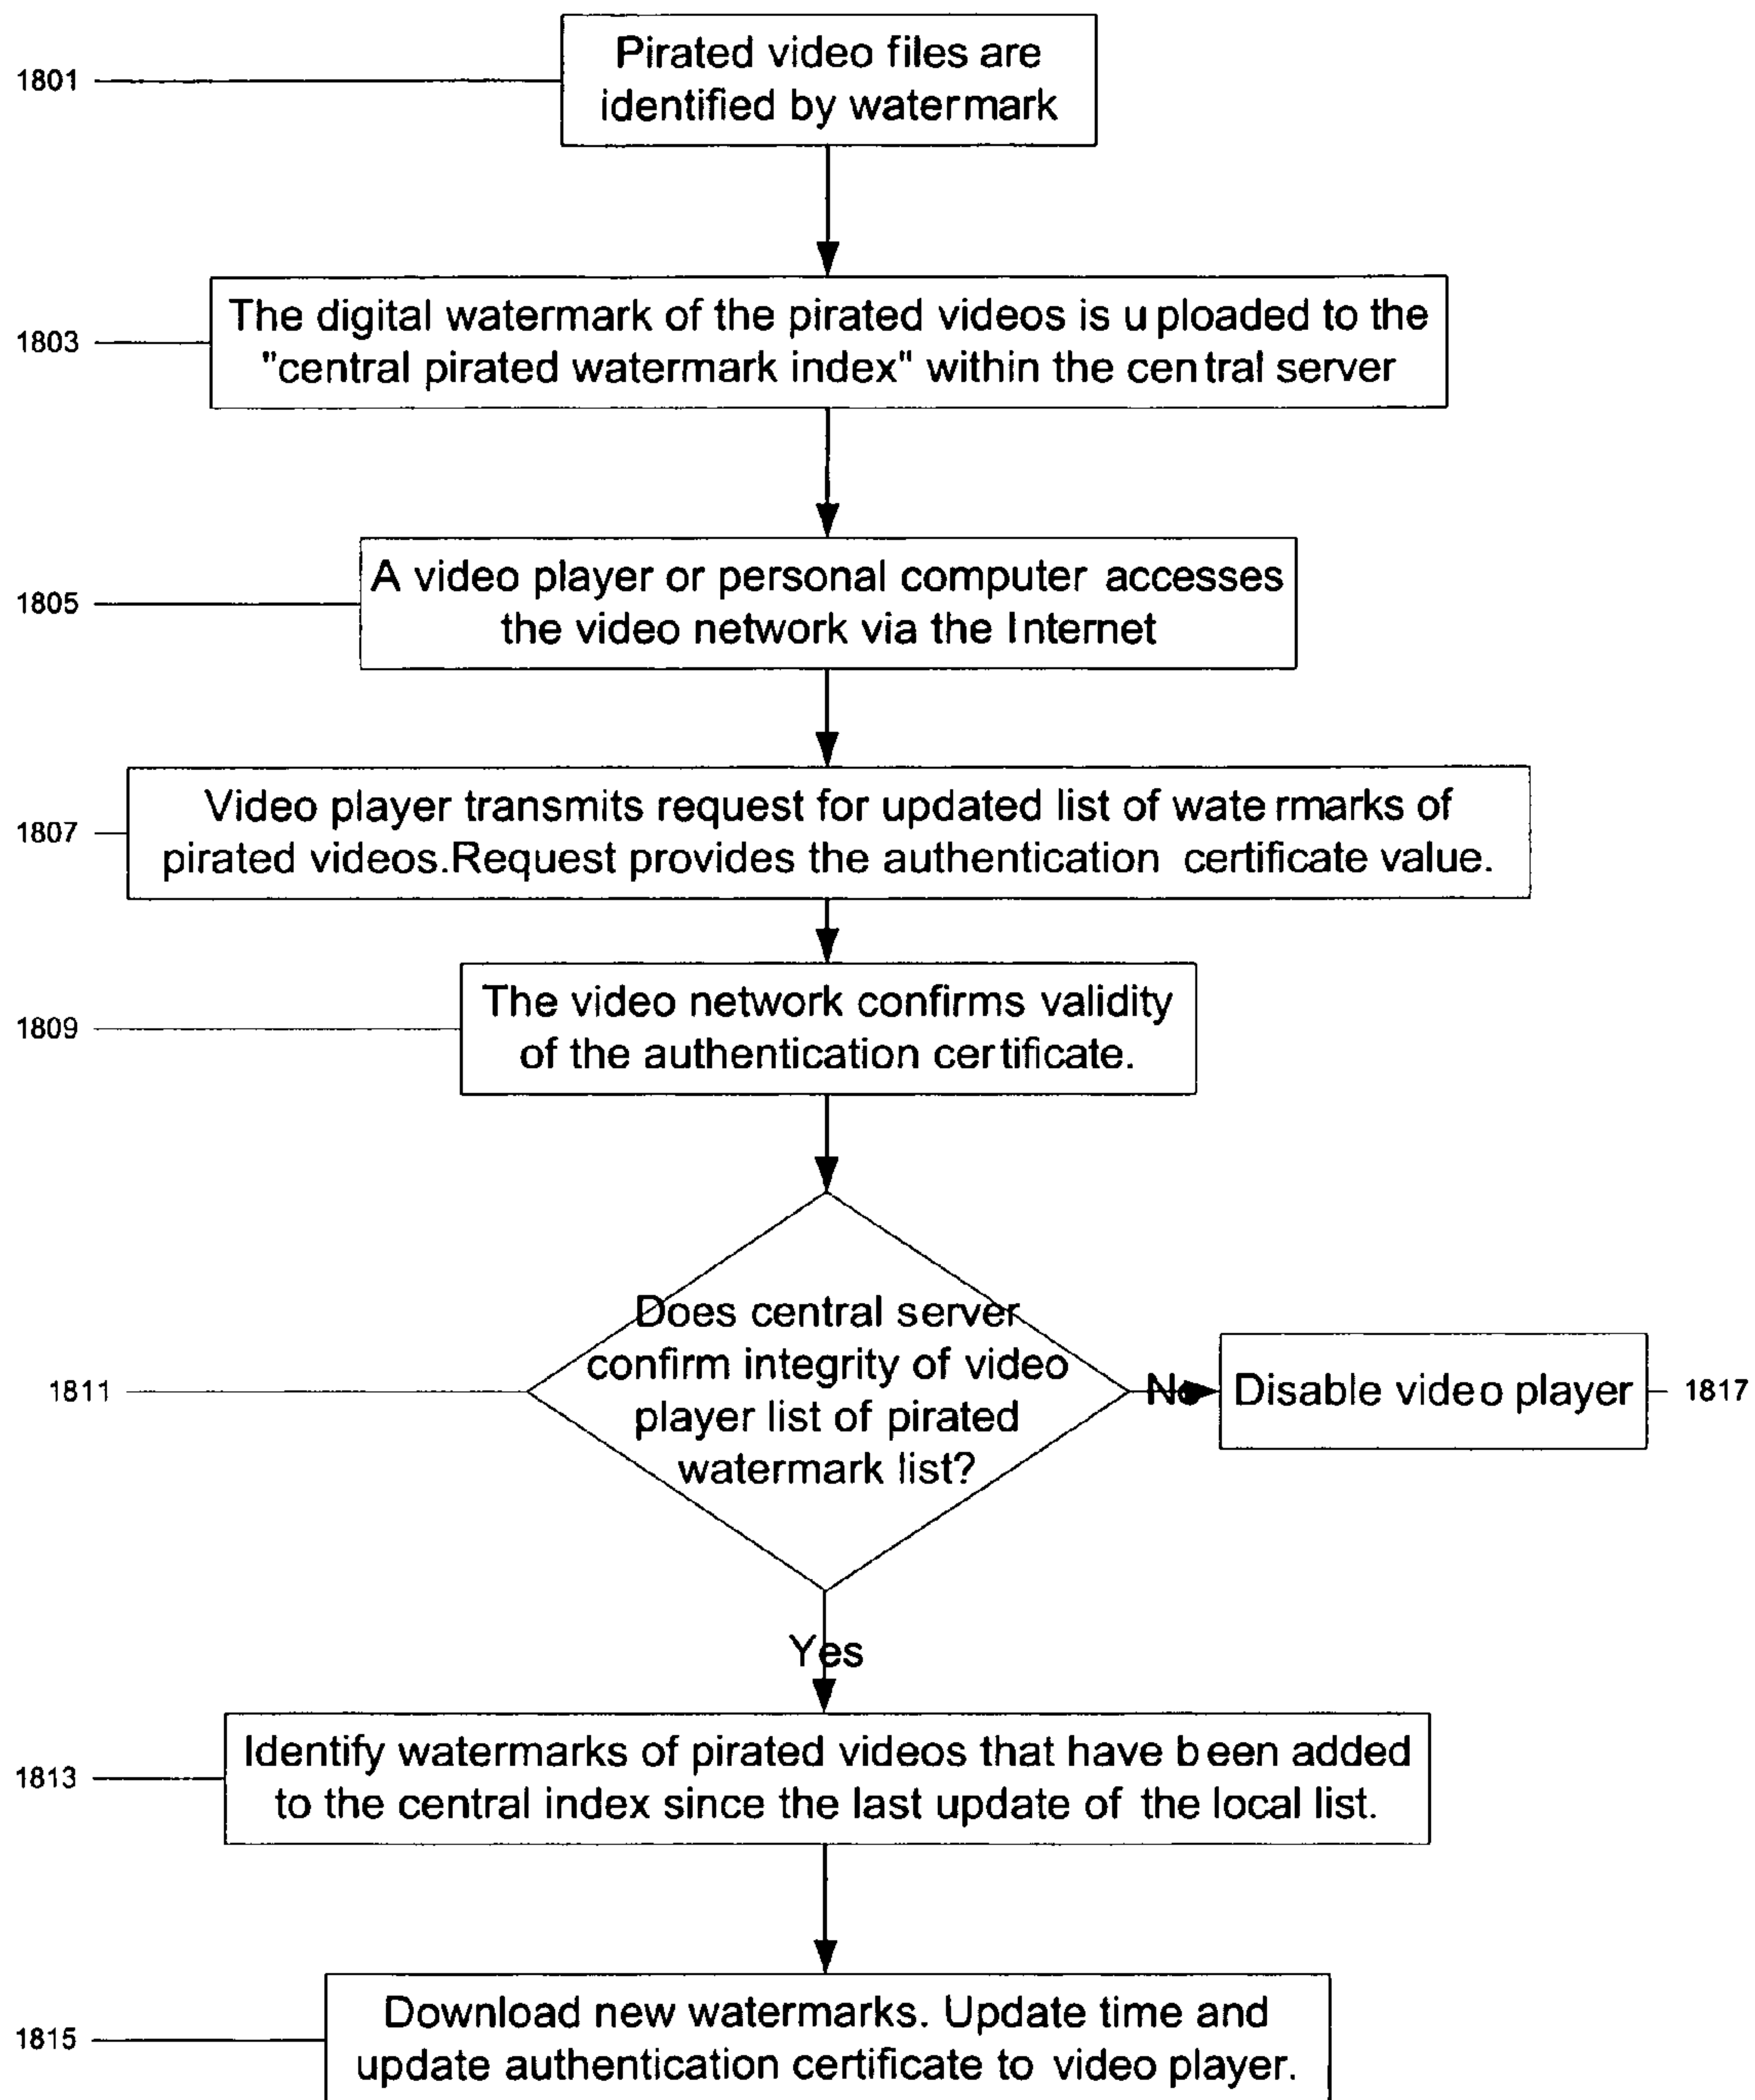 1801
Pirated video files are
identified by watermark
1803
The digital watermark of the pirated videos is uploaded to the
"central pirated watermark index" within the central server
1805
A video player or personal computer accesses
the video network via the Internet
1807
Video player transmits request for updated list of watermarks of
pirated videos.Request provides the authentication certificate value.
1809
The video network confirms validity
of the authentication certificate.
1811
Does central server
confirm integrity of video
player list of pirated
watermark list?
No
Disable video player
1817
Yes
1813
Identify watermarks of pirated videos that have been added
to the central index since the last update of the local list.
1815
Download new watermarks. Update time and
update authentication certificate to video player.